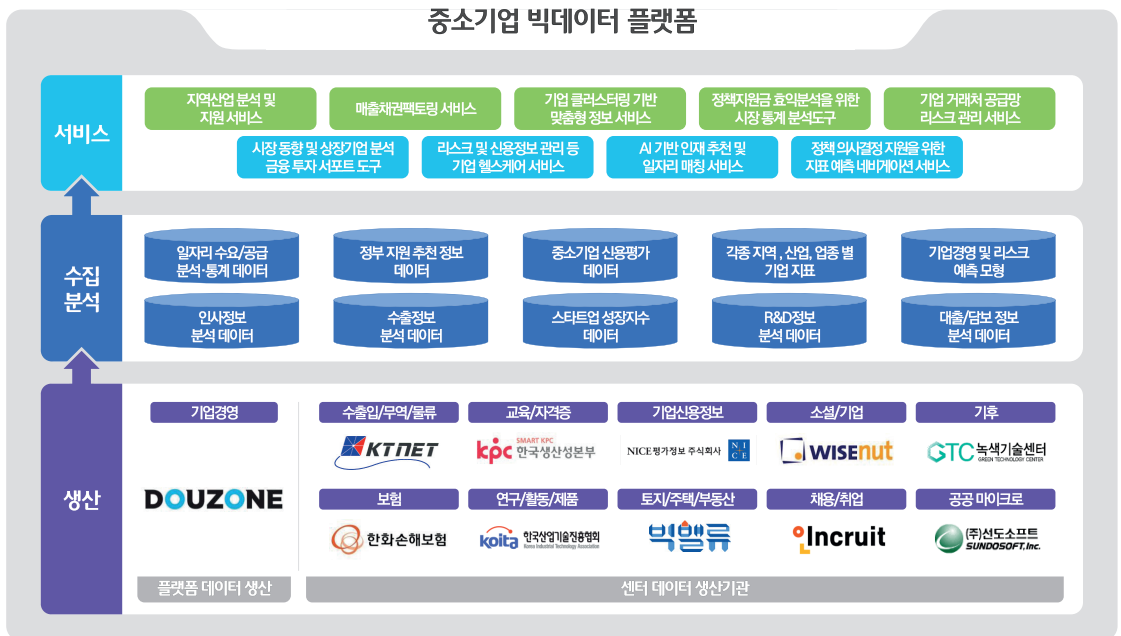 중소기업 빅데이터 플랫폼
서비스
지역산업 분석 및
지원 서비스
매출채권팩토링 서비스
기업 클러스터링 기반
맞춤형 정보 서비스
정책지원금 효익분석을 위한
시장 통계 분석도구
기업 거래처 공급망
리스크 관리 서비스
시장 동향 및 상장기업 분석
금융 투자 서포트 도구
리스크 및 신용정보 관리 등
기업 헬스케어 서비스
AI 기반 인재 추천 및
일자리 매칭 서비스
정책 의사결정 지원을 위한
지표 예측 네비게이션 서비스
수집
분석
일자리 수요/공급
분석·통계 데이터
정부 지원 추천 정보
데이터
중소기업 신용평가
데이터
각종 지역 , 산업, 업종 별
기업 지표
기업경영 및 리스크
예측 모형
인사정보
분석 데이터
수출정보
분석 데이터
스타트업 성장지수
데이터
R&D정보
분석 데이터
대출/담보 정보
분석 데이터
생산
기업경영
DOUZONE
플랫폼 데이터 생산
수출입/무역/물류
교육/자격증
기업신용정보
소셜/기업
기후
KTNET
kpc SMART KPC
한국생산성본부
NICE평가정보 주식회사 NICE
WISEnut
GTC 녹색기술센터
GREEN TECHNOLOGY CENTER
보험
연구/활동/제품
토지/주택/부동산
채용/취업
공공 마이크로
한화손해보험
koita 한국산업기술진흥협회
Korea Industrial Technology Association
빅밸류
인Incruit
(주)선도소프트
SUNDOSOFT, Inc.
센터 데이터 생산기관